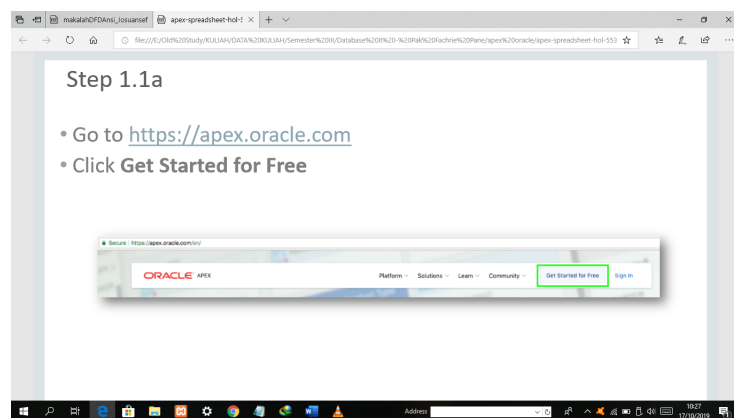 makalahDFDAnsi_Josuansef
apex-spreadsheet-hol-5
file:///E:/Old%20Study/KULIAH/DATA%20KULIAH/Semester%20III/Database%20II%20-%20Pak%20Fachrie%20Pane/apex%20oracle/apex-spreadsheet-hol-553
Step 1.1a
• Go to https://apex.oracle.com
• Click Get Started for Free
Secure | https://apex.oracle.com/en/
ORACLE APEX Platform Solutions Learn Community Get Started for Free Sign In
Address
10:27
17/10/2019